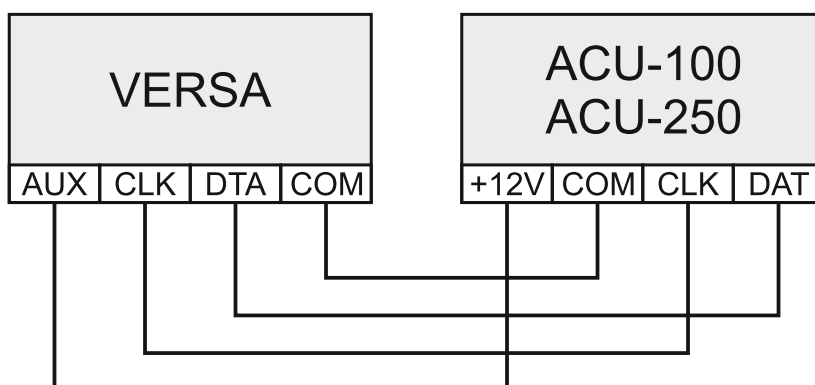 VERSA
AUX CLK DTA COM
ACU-100
ACU-250
+12V COM CLK DAT